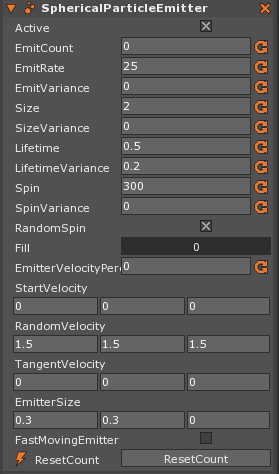 SphericalParticleEmitter
Active
EmitCount 0
EmitRate 25
EmitVariance 0
Size 2
SizeVariance 0
Lifetime 0.5
LifetimeVariance 0.2
Spin 300
SpinVariance 0
RandomSpin
Fill 0
EmitterVelocityPer 0
StartVelocity
0 0 0
RandomVelocity
1.5 1.5 1.5
TangentVelocity
0 0 0
EmitterSize
0.3 0.3 0
FastMovingEmitter
ResetCount ResetCount